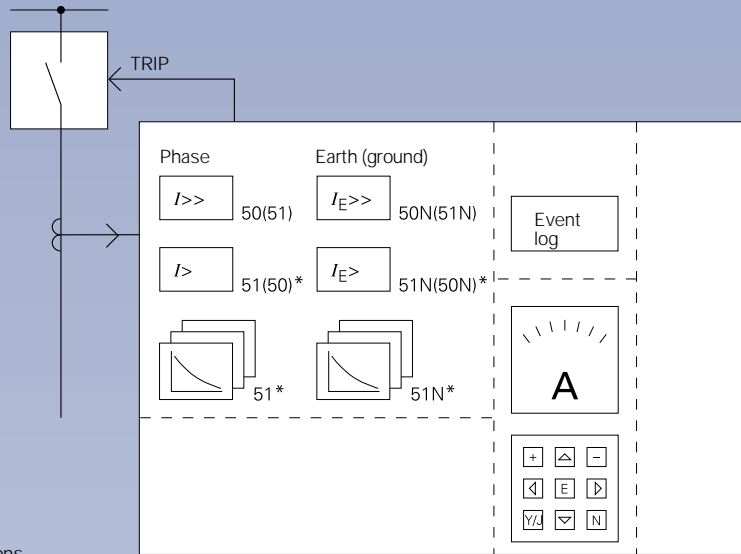 TRIP
Phase
Earth (ground)
I>>
50(51)
IE>>
50N(51N)
I>
51(50)*
IE>
51N(50N)*
51*
51N*
Event
log
A
+
−
E
Y/J
N